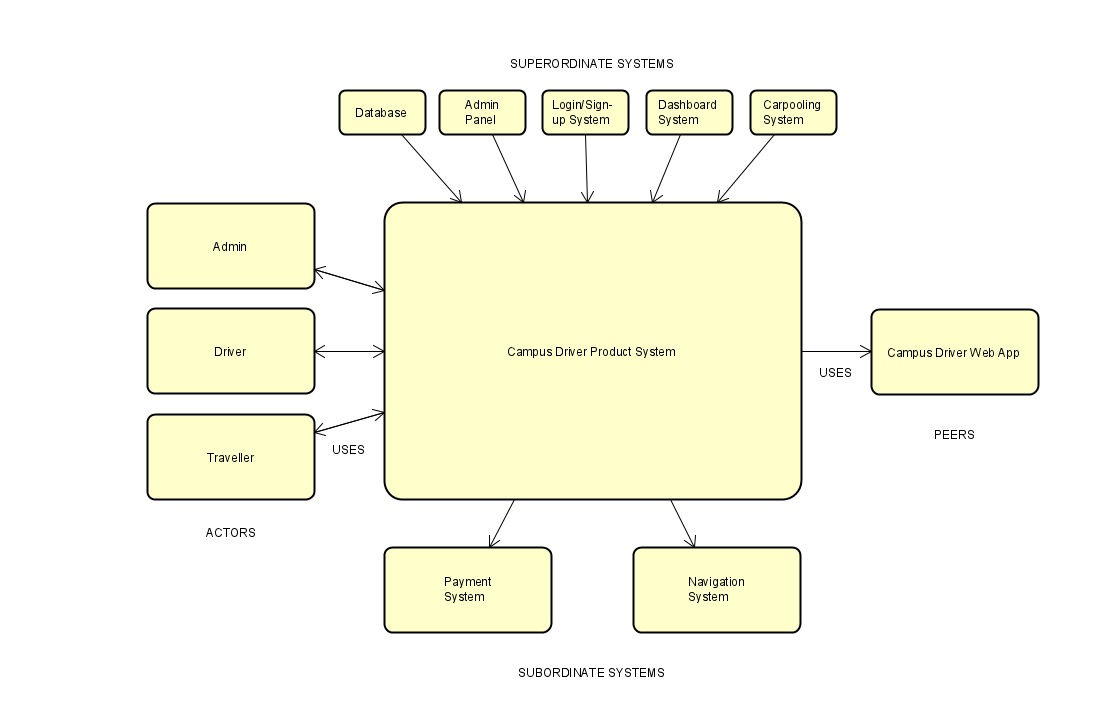 SUPERORDINATE SYSTEMS
Database
Admin
Panel
Login/Sign-
up System
Dashboard
System
Carpooling
System
Admin
Driver
Traveller
USES
ACTORS
Campus Driver Product System
USES
Campus Driver Web App
PEERS
Payment
System
Navigation
System
SUBORDINATE SYSTEMS